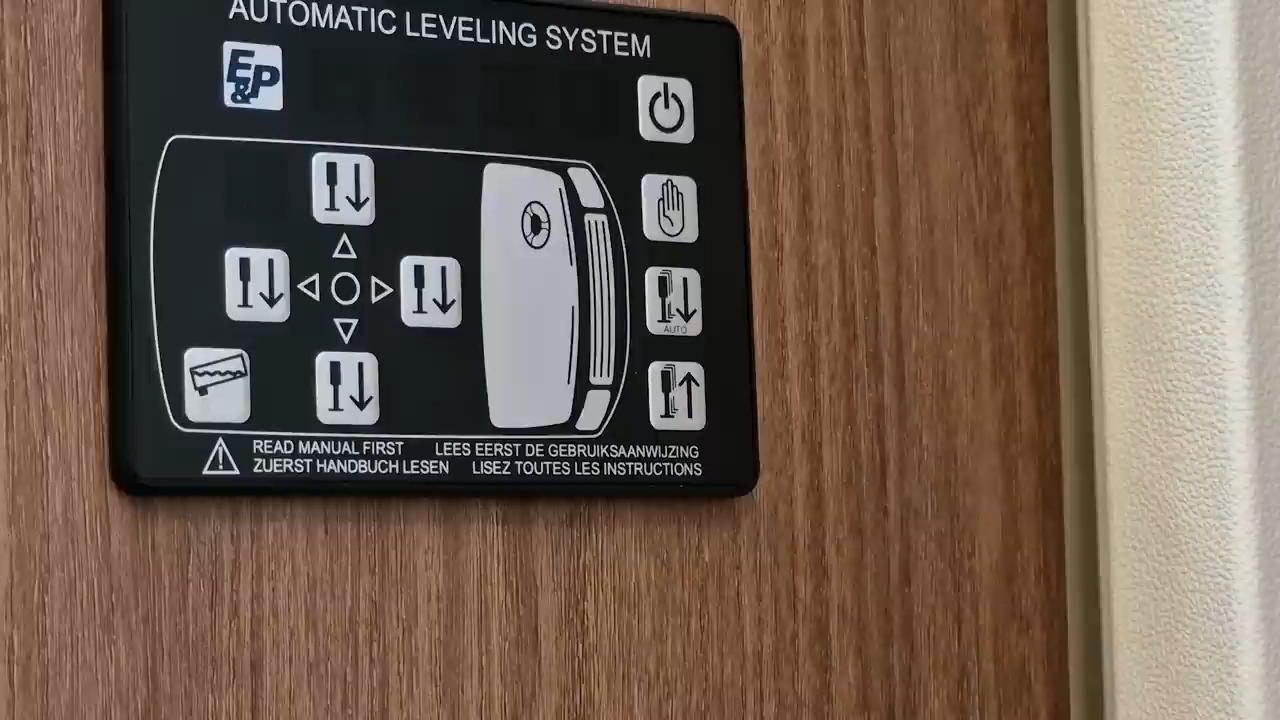 AUTOMATIC LEVELING SYSTEM
E&P
AUTO
READ MANUAL FIRST LEES EERST DE GEBRUIKSAANWIJZING
ZUERST HANDBUCH LESEN LISEZ TOUTES LES INSTRUCTIONS